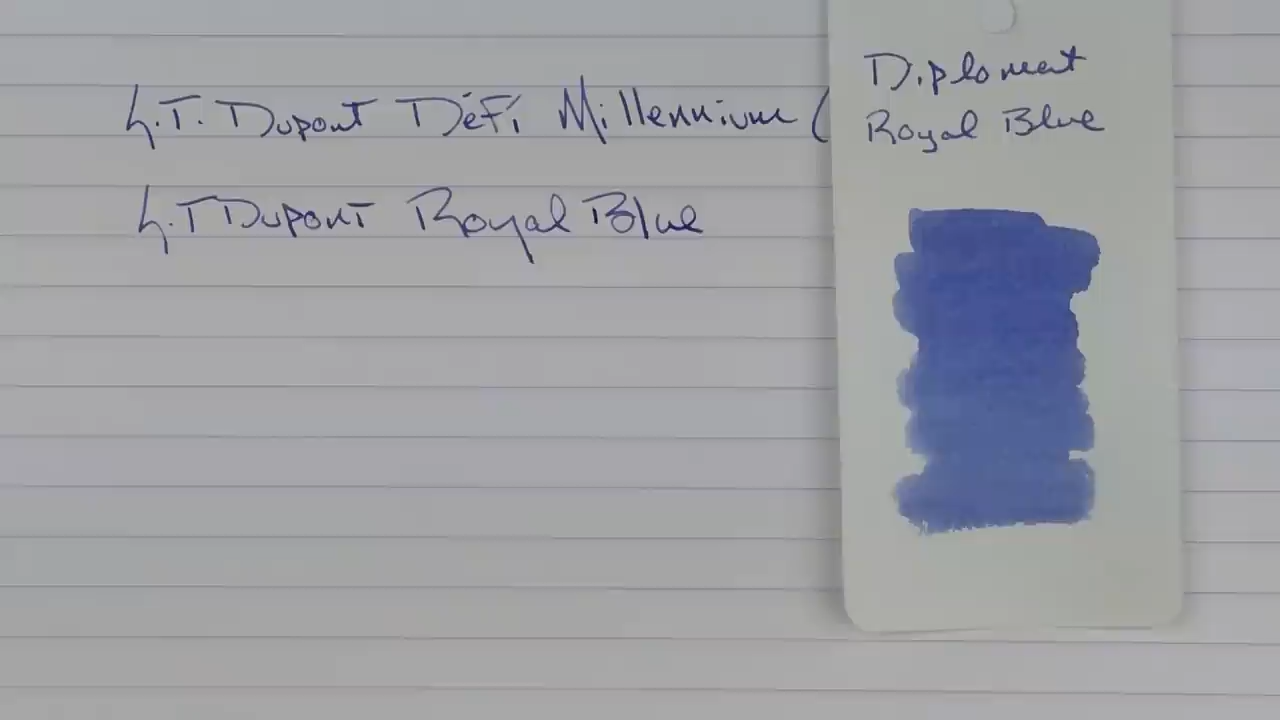 S.T. Dupont Défi Millennium (
S.T Dupont Royal Blue
Diplomat
Royal Blue